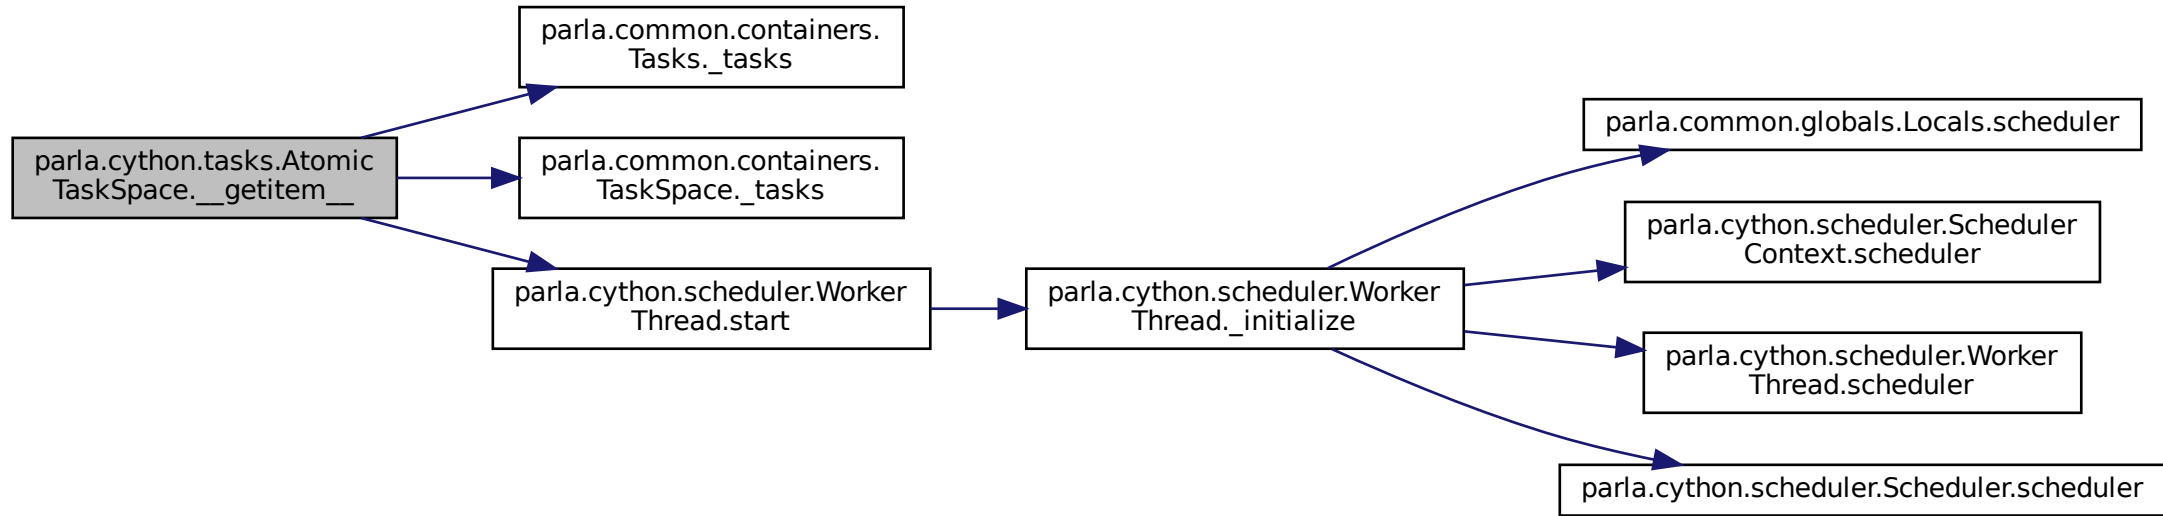 parla.cython.tasks.Atomic
TaskSpace.__getitem__
parla.common.containers.
Tasks._tasks
parla.common.containers.
TaskSpace._tasks
parla.cython.scheduler.Worker
Thread.start
parla.cython.scheduler.Worker
Thread._initialize
parla.common.globals.Locals.scheduler
parla.cython.scheduler.Scheduler
Context.scheduler
parla.cython.scheduler.Worker
Thread.scheduler
parla.cython.scheduler.Scheduler.scheduler